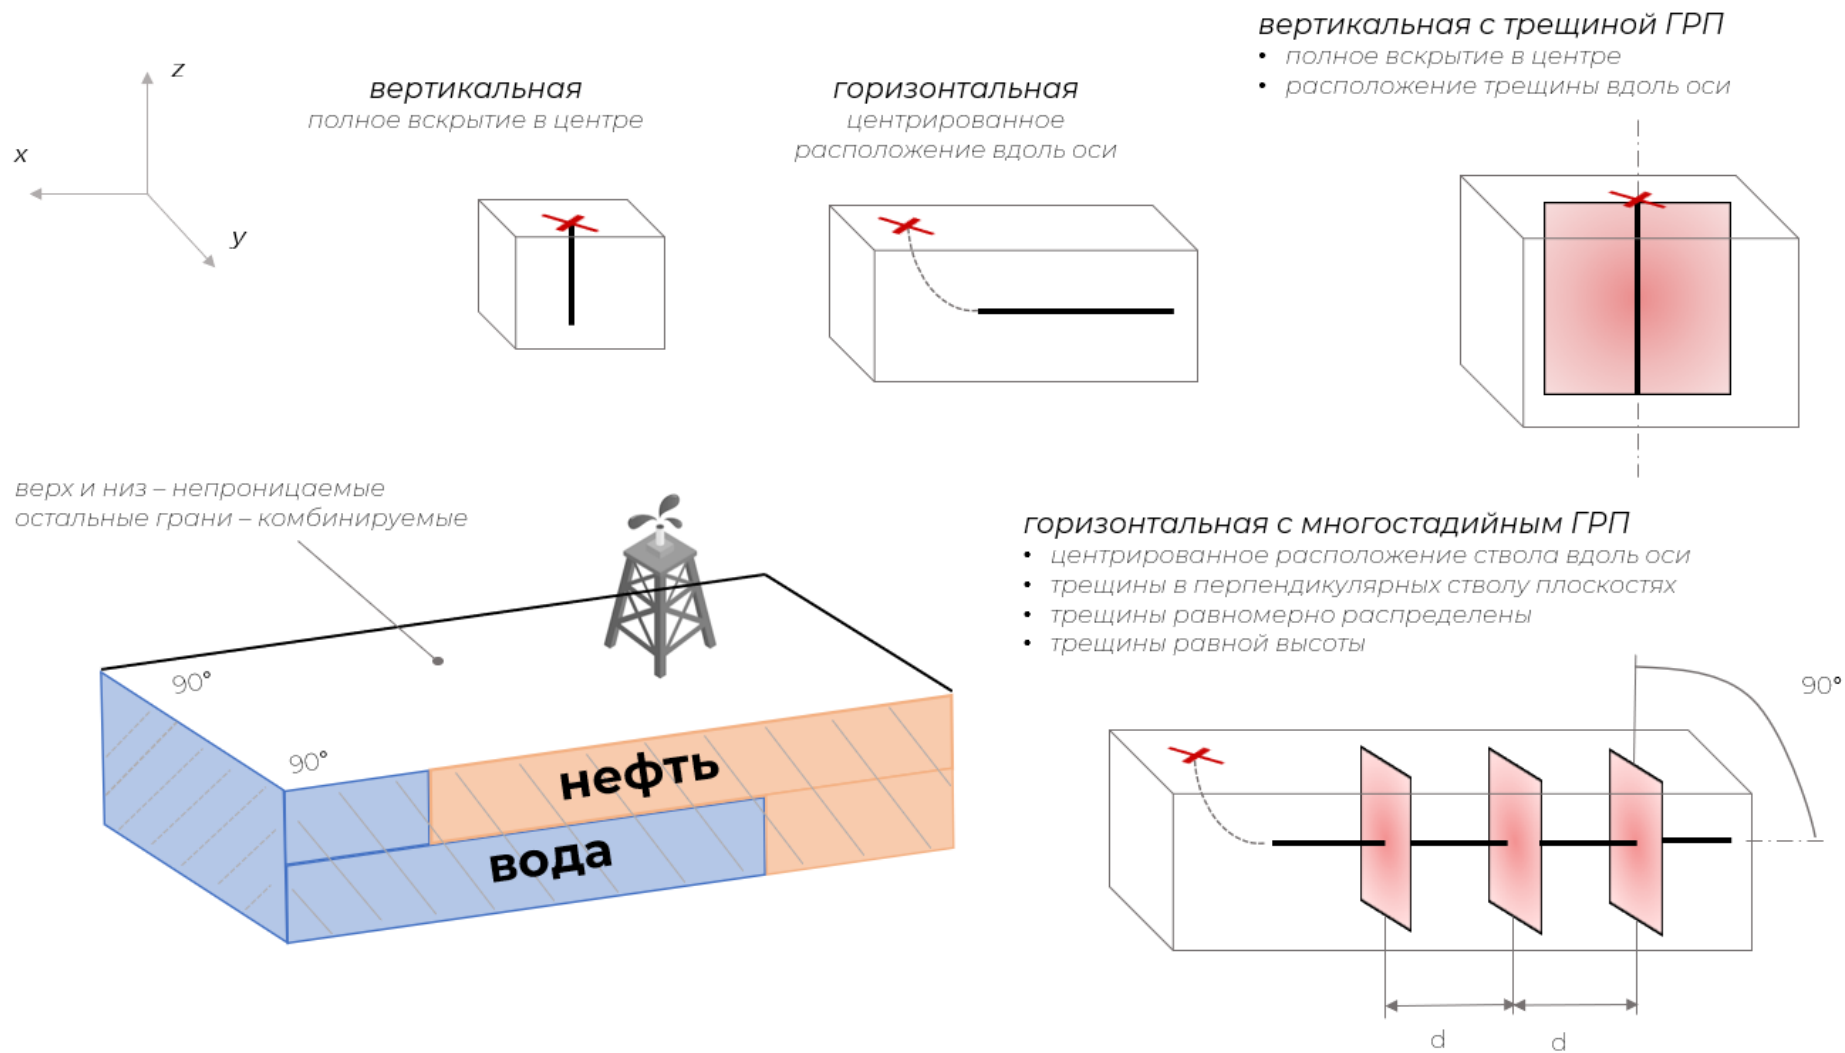 z
x
y
вертикальная
полное вскрытие в центре
горизонтальная
центрированное
расположение вдоль оси
вертикальная с трещиной ГРП
• полное вскрытие в центре
• расположение трещины вдоль оси
верх и низ – непроницаемые
остальные грани – комбинируемые
90°
90°
нефть
вода
горизонтальная с многостадийным ГРП
• центрированное расположение ствола вдоль оси
• трещины в перпендикулярных стволу плоскостях
• трещины равномерно распределены
• трещины равной высоты
90°
d
d